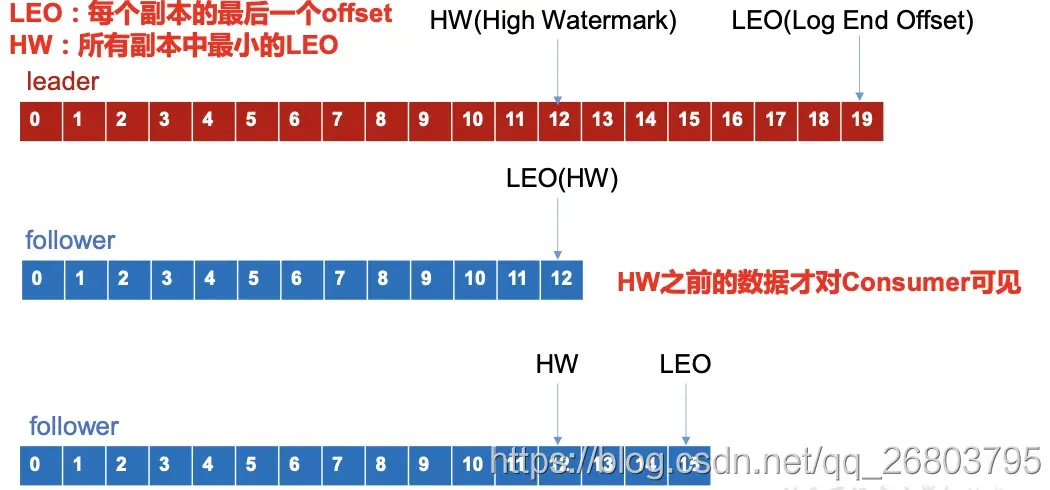 LEO：每个副本的最后一个offset
HW：所有副本中最小的LEO
HW(High Watermark)
LEO(Log End Offset)
leader
0 1 2 3 4 5 6 7 8 9 10 11 12 13 14 15 16 17 18 19
LEO(HW)
follower
0 1 2 3 4 5 6 7 8 9 10 11 12
HW之前的数据才对Consumer可见
HW
LEO
follower
0 1 2 3 4 5 6 7 8 9 10 11 12 13 14 15
https://blog.csdn.net/qq_26803795